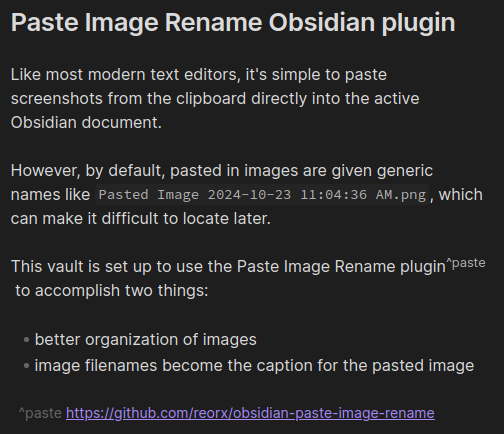 Paste Image Rename Obsidian plugin
Like most modern text editors, it's simple to paste
screenshots from the clipboard directly into the active
Obsidian document.
However, by default, pasted in images are given generic
names like Pasted Image 2024-10-23 11:04:36 AM.png, which
can make it difficult to locate later.
This vault is set up to use the Paste Image Rename plugin^paste
to accomplish two things:
• better organization of images
• image filenames become the caption for the pasted image
^paste https://github.com/reorx/obsidian-paste-image-rename